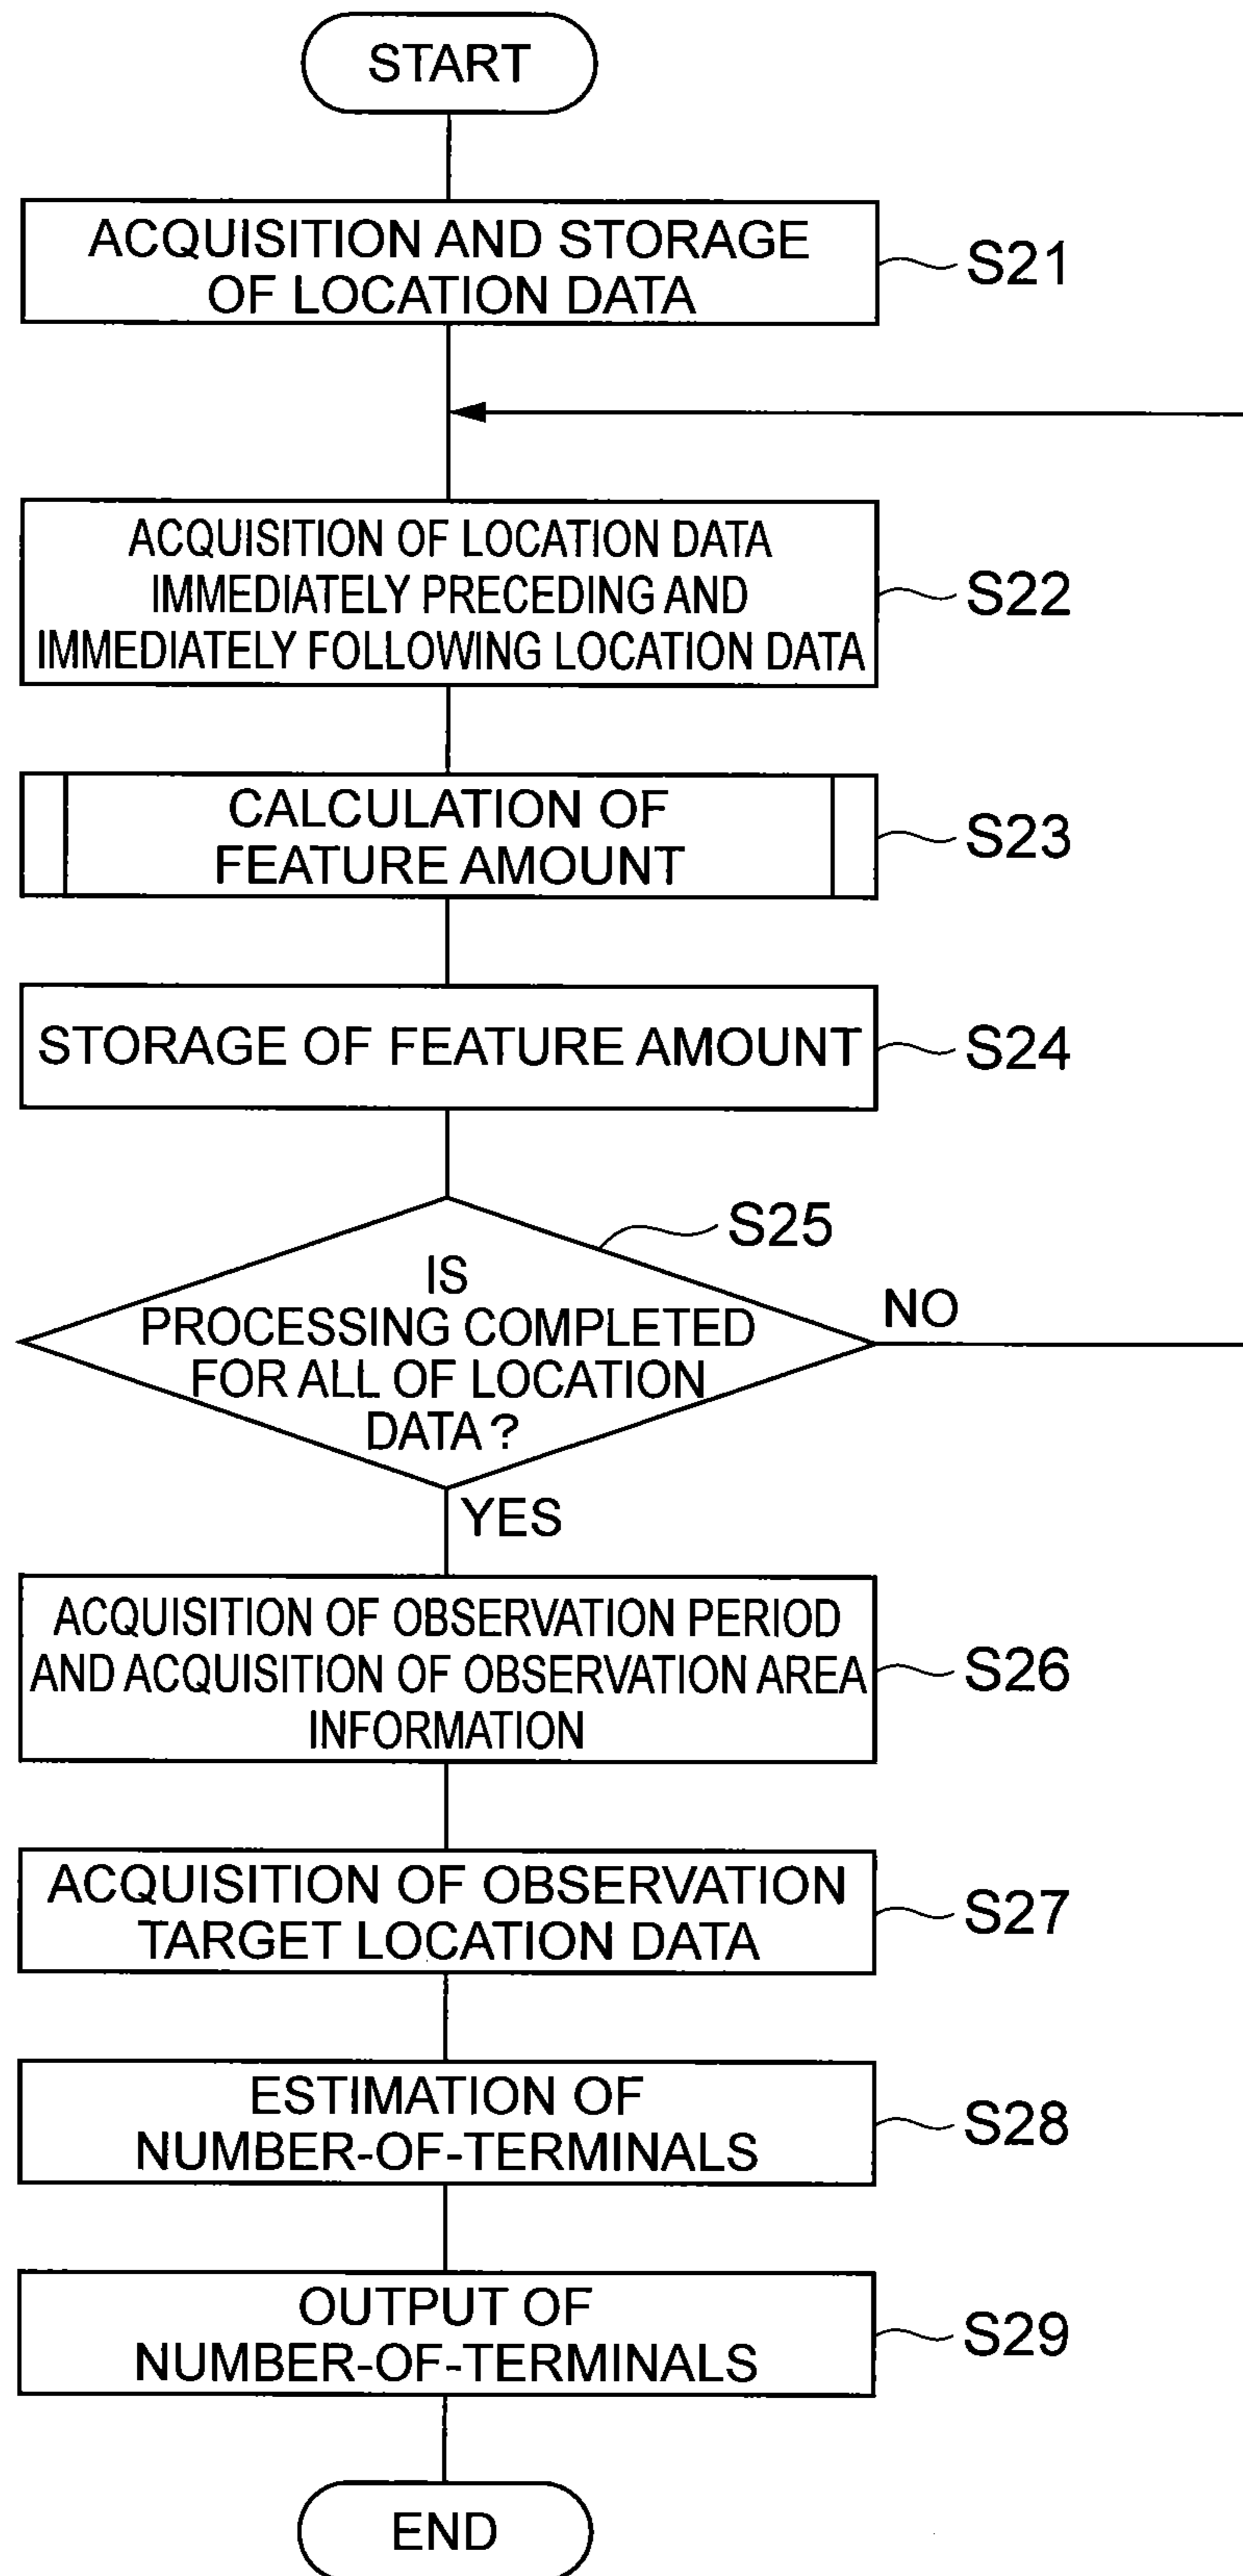 START
ACQUISITION AND STORAGE
OF LOCATION DATA
S21
ACQUISITION OF LOCATION DATA
IMMEDIATELY PRECEDING AND
IMMEDIATELY FOLLOWING LOCATION DATA
S22
CALCULATION OF
FEATURE AMOUNT
S23
STORAGE OF FEATURE AMOUNT
S24
S25
IS
PROCESSING COMPLETED
FOR ALL OF LOCATION
DATA ?
NO
YES
ACQUISITION OF OBSERVATION PERIOD
AND ACQUISITION OF OBSERVATION AREA
INFORMATION
S26
ACQUISITION OF OBSERVATION
TARGET LOCATION DATA
S27
ESTIMATION OF
NUMBER-OF-TERMINALS
S28
OUTPUT OF
NUMBER-OF-TERMINALS
S29
END